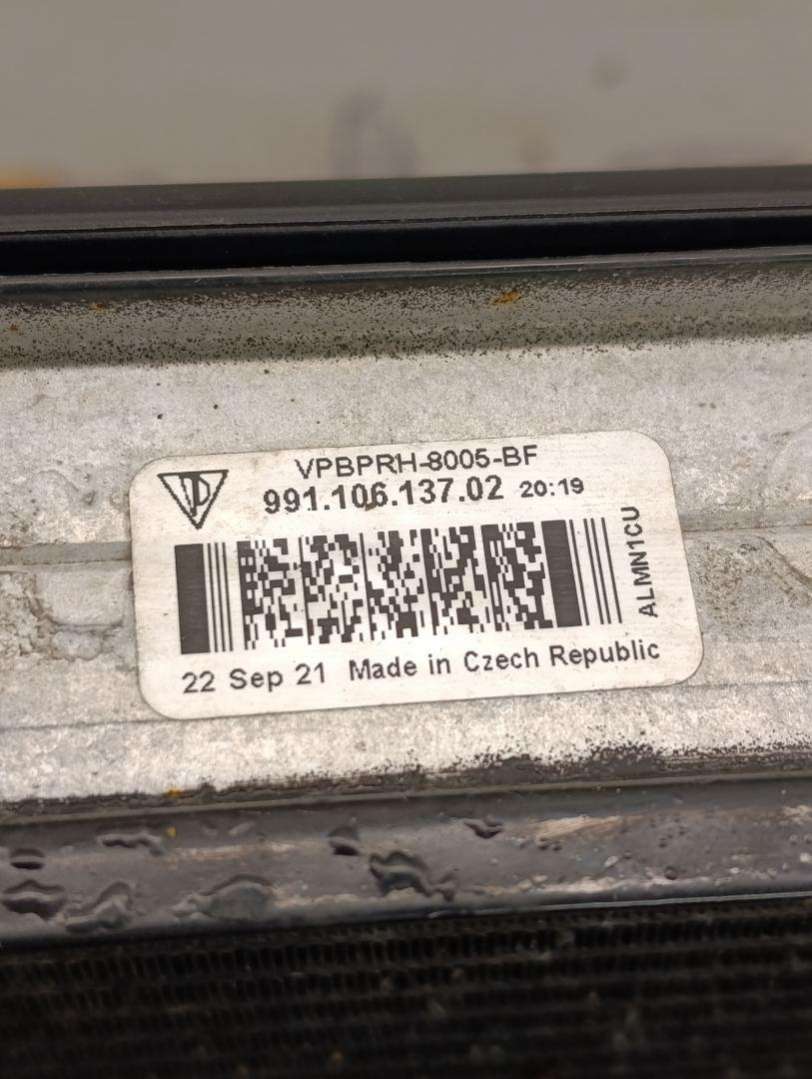 VPBPRH-8005-BF
991.106.137.02 20:19
ALMN1CU
22 Sep 21 Made in Czech Republic